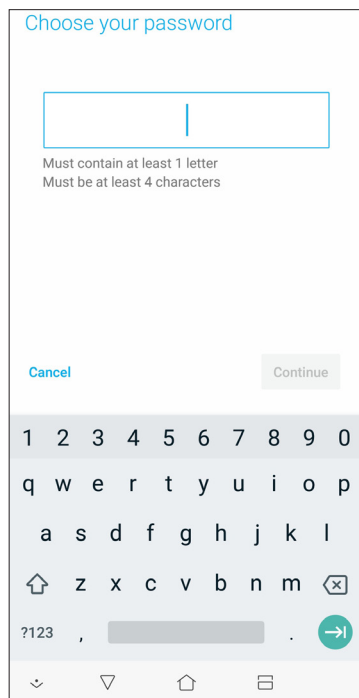 Choose your password
Must contain at least 1 letter
Must be at least 4 characters
Cancel Continue
1 2 3 4 5 6 7 8 9 0
q w e r t y u i o p
a s d f g h j k l
z x c v b n m
?123 , .